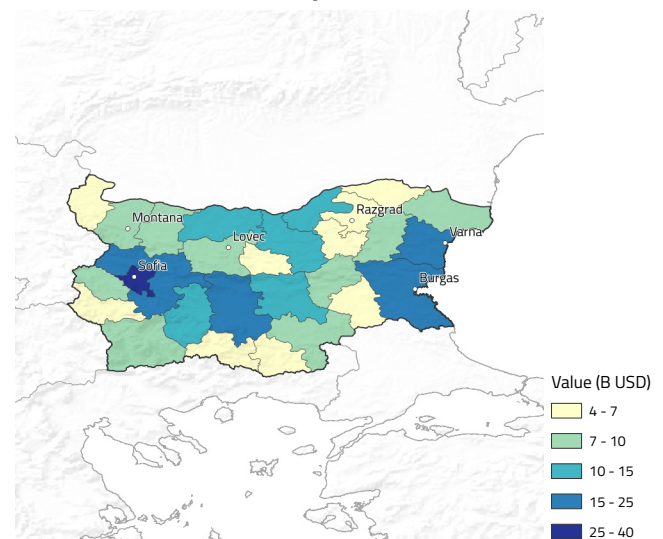 Montana
Razgrad
Lovec
Varna
Sofia
Burgas
Value (B USD)
4 - 7
7 - 10
10 - 15
15 - 25
25 - 40